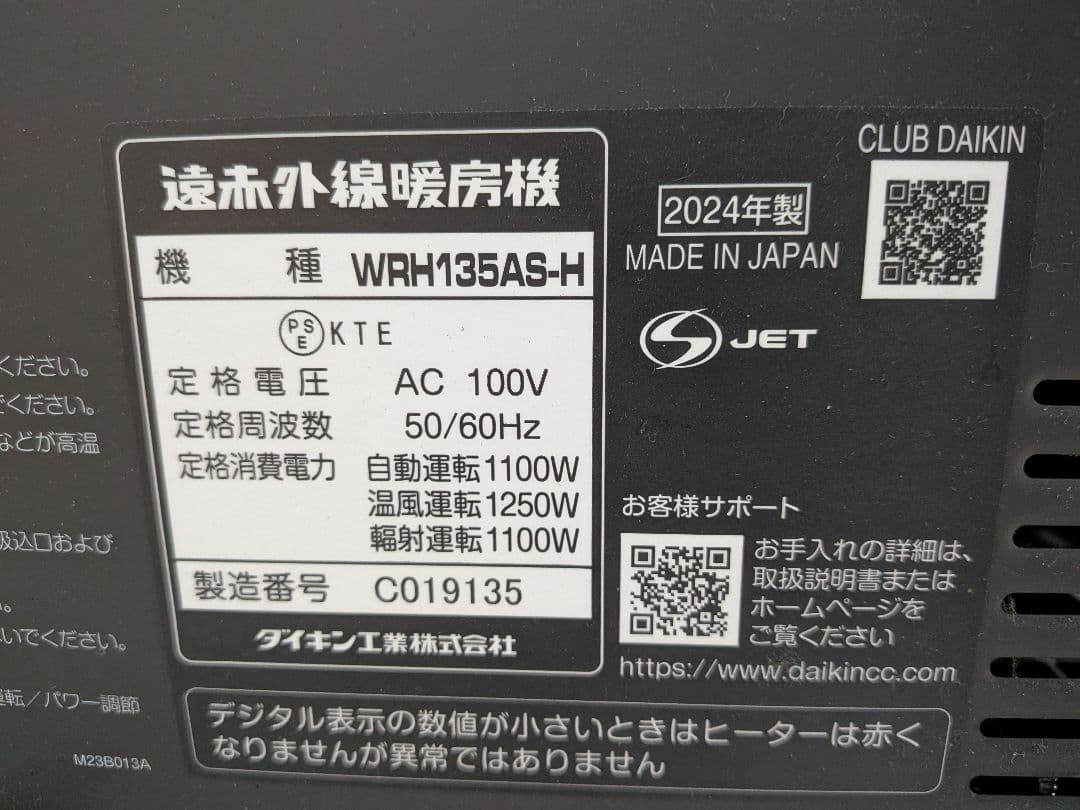 遠赤外線暖房機
機種 WRH135AS-H
PSE KTE
定格電圧 AC 100V
定格周波数 50/60Hz
定格消費電力 自動運転1100W
温風運転1250W
輻射運転1100W
製造番号 C019135
ダイキン工業株式会社
2024年製
MADE IN JAPAN
CLUB DAIKIN
S JET
お客様サポート
お手入れの詳細は、
取扱説明書または
ホームページを
ご覧ください
https://www.daikincc.com
デジタル表示の数値が小さいときはヒーターは赤く
なりませんが異常ではありません
ください。
ください。
などが高温
吸込口および
いでください。
運転／パワー調節
M23B013A